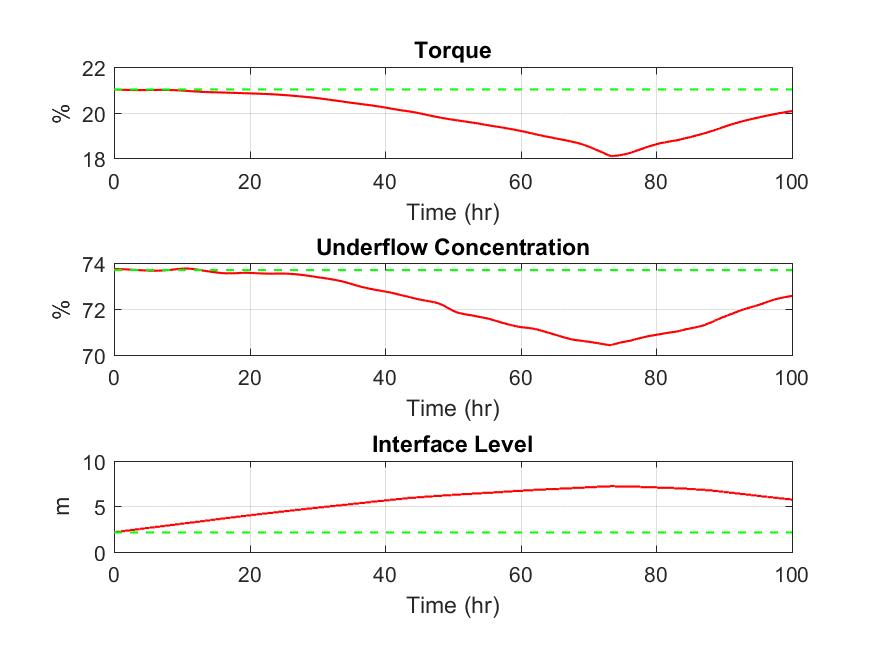 Torque
22
20
18
%
0 20 40 60 80 100
Time (hr)
Underflow Concentration
74
72
70
%
0 20 40 60 80 100
Time (hr)
Interface Level
10
5
0
m
0 20 40 60 80 100
Time (hr)